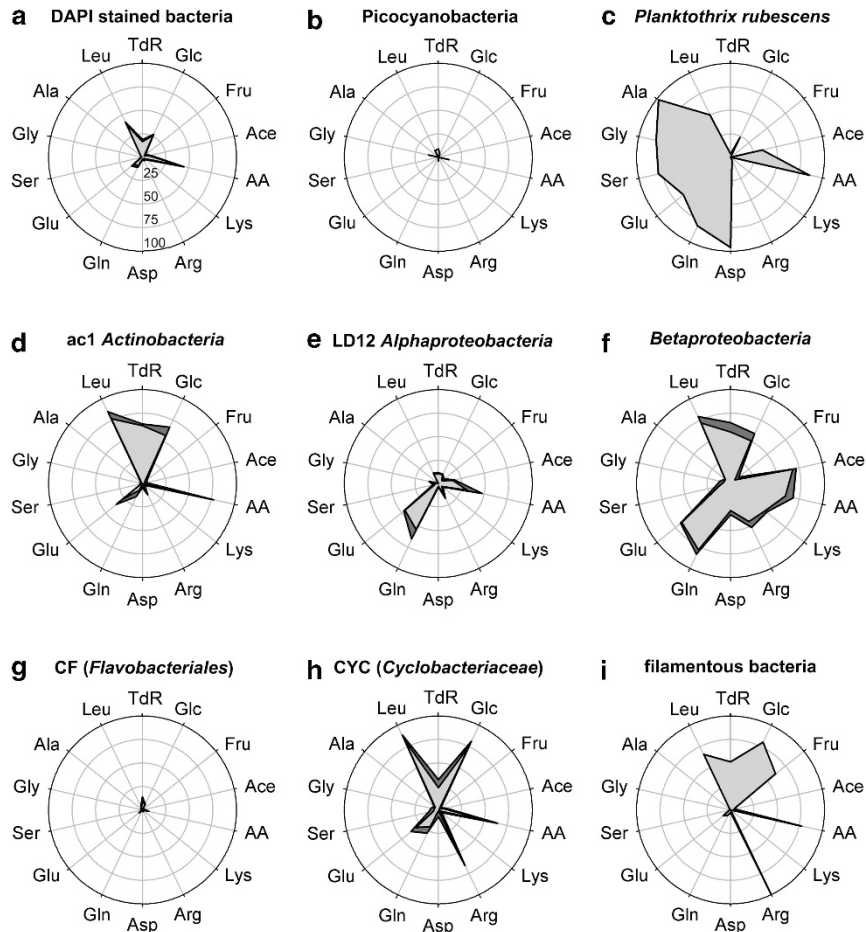 a DAPI stained bacteria
TdR
Leu Glc
Ala Fru
Gly Ace
Ser AA
Glu Lys
Gln Arg
Asp
25
50
75
100
b Picocyanobacteria
TdR
Leu Glc
Ala Fru
Gly Ace
Ser AA
Glu Lys
Gln Arg
Asp
c Planktothrix rubescens
TdR
Leu Glc
Ala Fru
Gly Ace
Ser AA
Glu Lys
Gln Arg
Asp
d ac1 Actinobacteria
TdR
Leu Glc
Ala Fru
Gly Ace
Ser AA
Glu Lys
Gln Arg
Asp
e LD12 Alphaproteobacteria
TdR
Leu Glc
Ala Fru
Gly Ace
Ser AA
Glu Lys
Gln Arg
Asp
f Betaproteobacteria
TdR
Leu Glc
Ala Fru
Gly Ace
Ser AA
Glu Lys
Gln Arg
Asp
g CF (Flavobacteriales)
TdR
Leu Glc
Ala Fru
Gly Ace
Ser AA
Glu Lys
Gln Arg
Asp
h CYC (Cyclobacteriaceae)
TdR
Leu Glc
Ala Fru
Gly Ace
Ser AA
Glu Lys
Gln Arg
Asp
i filamentous bacteria
TdR
Leu Glc
Ala Fru
Gly Ace
Ser AA
Glu Lys
Gln Arg
Asp